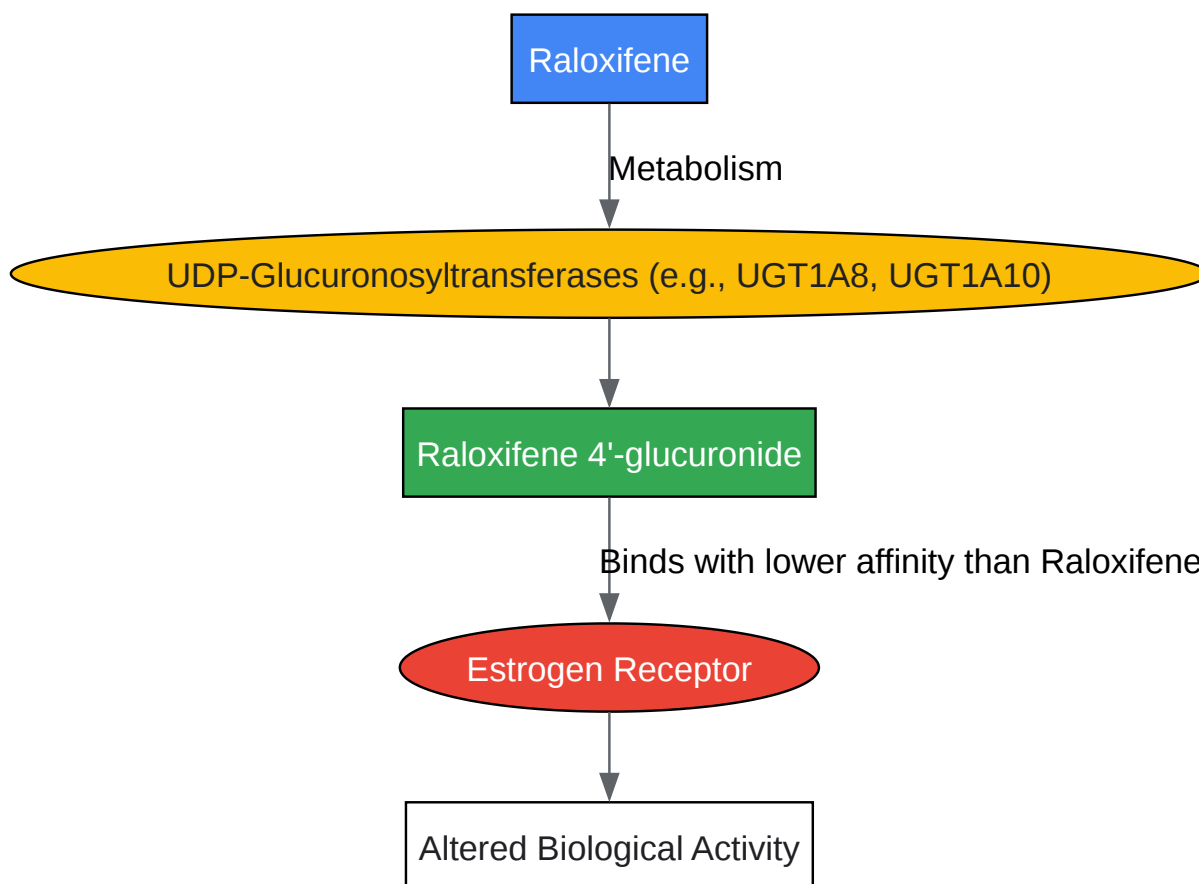 Raloxifene
Metabolism
UDP-Glucuronosyltransferases (e.g., UGT1A8, UGT1A10)
Raloxifene 4'-glucuronide
Binds with lower affinity than Raloxifene
Estrogen Receptor
Altered Biological Activity